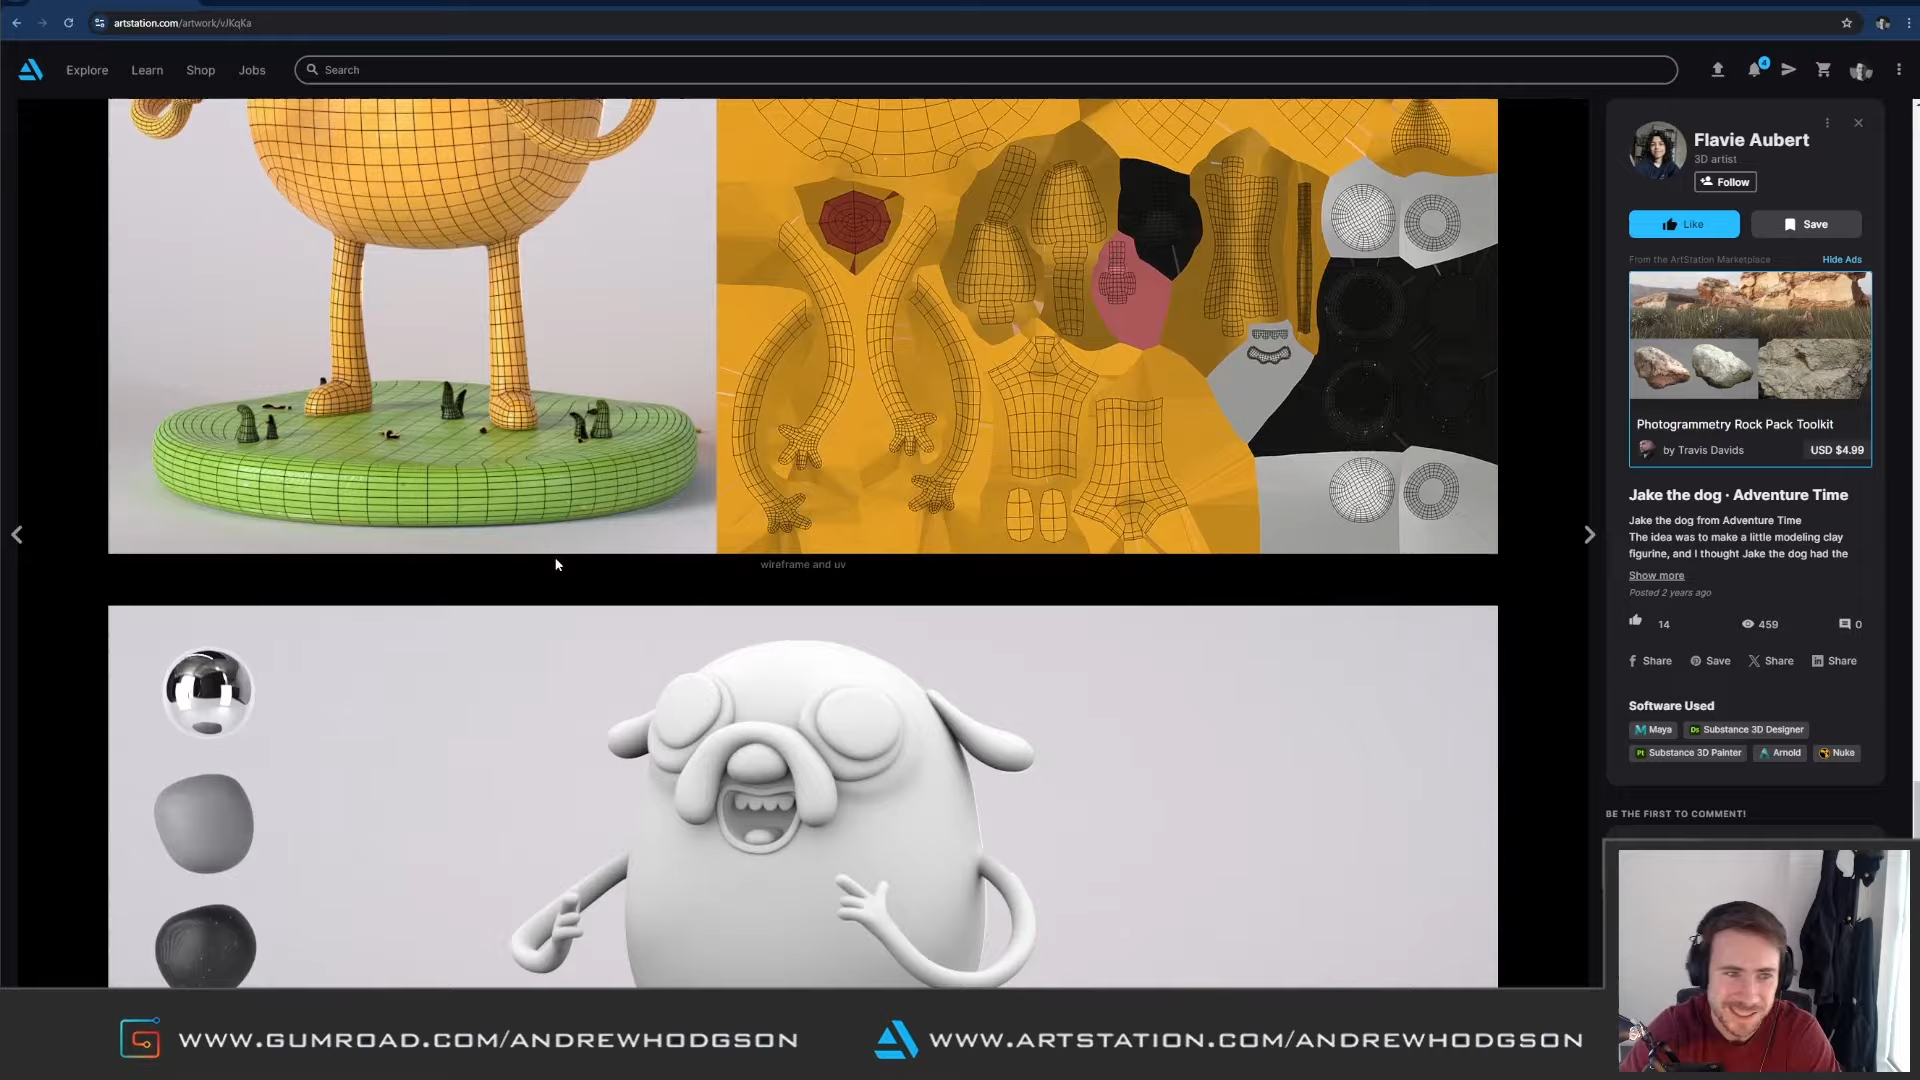 artstation.com/artwork/vJKqKa
Explore
Learn
Shop
Jobs
Search
4
Flavie Aubert
3D artist
Follow
Like
Save
From the ArtStation Marketplace
Hide Ads
Photogrammetry Rock Pack Toolkit
by Travis Davids
USD $4.99
Jake the dog · Adventure Time
Jake the dog from Adventure Time
The idea was to make a little modeling clay
figurine, and I thought Jake the dog had the
Show more
Posted 2 years ago
14
459
0
Share
Save
Share
Share
Software Used
M Maya
Ds Substance 3D Designer
Pt Substance 3D Painter
Arnold
Nuke
BE THE FIRST TO COMMENT!
wireframe and uv
WWW.GUMROAD.COM/ANDREWHODGSON
WWW.ARTSTATION.COM/ANDREWHODGSON